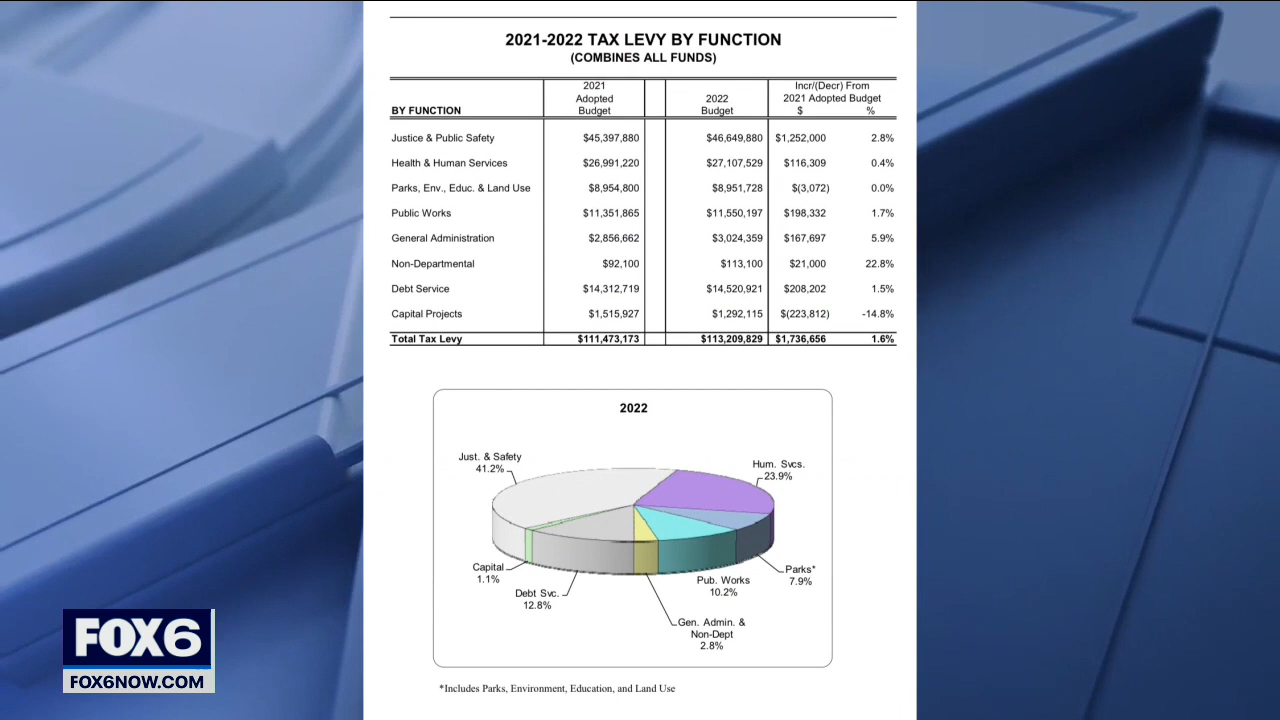 2021-2022 TAX LEVY BY FUNCTION
(COMBINES ALL FUNDS)
2021 Incr/(Decr) From
Adopted 2022 2021 Adopted Budget
BY FUNCTION Budget Budget $ %
Justice & Public Safety $45,397,880 $46,649,880 $1,252,000 2.8%
Health & Human Services $26,991,220 $27,107,529 $116,309 0.4%
Parks, Env., Educ. & Land Use $8,954,800 $8,951,728 $(3,072) 0.0%
Public Works $11,351,865 $11,550,197 $198,332 1.7%
General Administration $2,856,662 $3,024,359 $167,697 5.9%
Non-Departmental $92,100 $113,100 $21,000 22.8%
Debt Service $14,312,719 $14,520,921 $208,202 1.5%
Capital Projects $1,515,927 $1,292,115 $(223,812) -14.8%
Total Tax Levy $111,473,173 $113,209,829 $1,736,656 1.6%
2022
Just. & Safety
41.2%
Hum. Svcs.
23.9%
Capital
1.1%
Debt Svc.
12.8%
Pub. Works
10.2%
Parks*
7.9%
Gen. Admin. &
Non-Dept
2.8%
*Includes Parks, Environment, Education, and Land Use
FOX6
FOX6NOW.COM